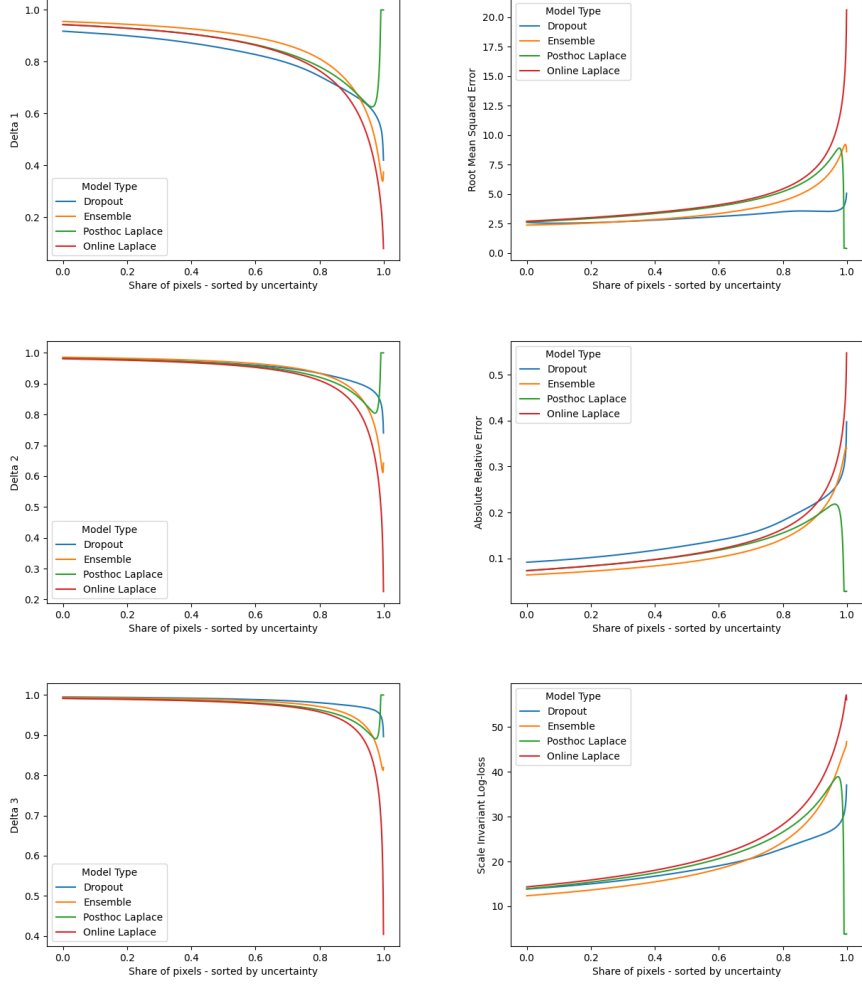 1.0
0.8
0.6
0.4
0.2
Delta 1
Model Type
Dropout
Ensemble
Posthoc Laplace
Online Laplace
0.0 0.2 0.4 0.6 0.8 1.0
Share of pixels - sorted by uncertainty
20.0
17.5
15.0
12.5
10.0
7.5
5.0
2.5
0.0
Root Mean Squared Error
Model Type
Dropout
Ensemble
Posthoc Laplace
Online Laplace
0.0 0.2 0.4 0.6 0.8 1.0
Share of pixels - sorted by uncertainty
1.0
0.9
0.8
0.7
0.6
0.5
0.4
0.3
0.2
Delta 2
Model Type
Dropout
Ensemble
Posthoc Laplace
Online Laplace
0.0 0.2 0.4 0.6 0.8 1.0
Share of pixels - sorted by uncertainty
0.5
0.4
0.3
0.2
0.1
Absolute Relative Error
Model Type
Dropout
Ensemble
Posthoc Laplace
Online Laplace
0.0 0.2 0.4 0.6 0.8 1.0
Share of pixels - sorted by uncertainty
1.0
0.9
0.8
0.7
0.6
0.5
0.4
Delta 3
Model Type
Dropout
Ensemble
Posthoc Laplace
Online Laplace
0.0 0.2 0.4 0.6 0.8 1.0
Share of pixels - sorted by uncertainty
50
40
30
20
10
Scale Invariant Log-loss
Model Type
Dropout
Ensemble
Posthoc Laplace
Online Laplace
0.0 0.2 0.4 0.6 0.8 1.0
Share of pixels - sorted by uncertainty